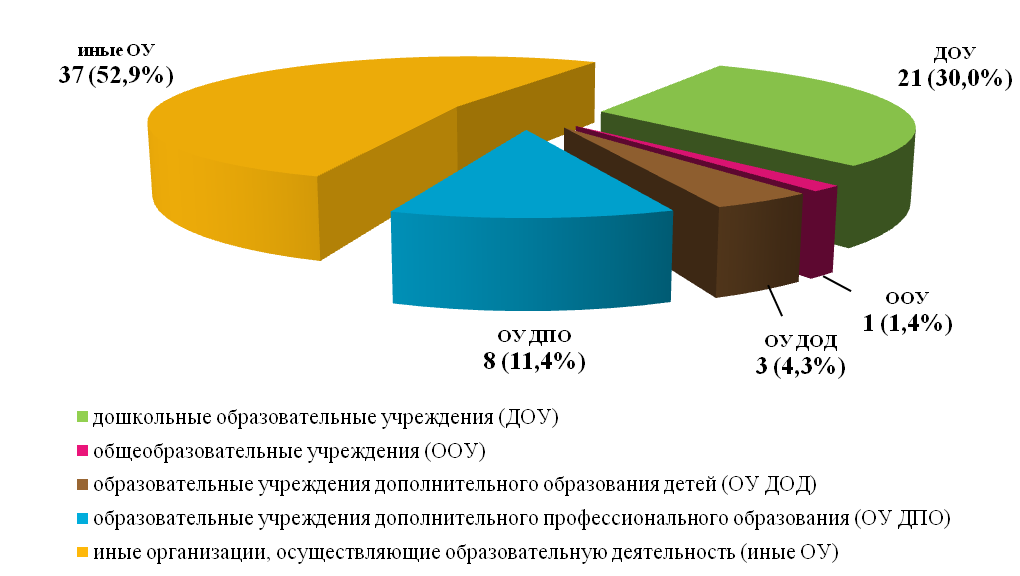 иные ОУ
37 (52,9%)
ДОУ
21 (30,0%)
ООУ
1 (1,4%)
ОУ ДОД
3 (4,3%)
ОУ ДПО
8 (11,4%)
дошкольные образовательные учреждения (ДОУ)
общеобразовательные учреждения (ООУ)
образовательные учреждения дополнительного образования детей (ОУ ДОД)
образовательные учреждения дополнительного профессионального образования (ОУ ДПО)
иные организации, осуществляющие образовательную деятельность (иные ОУ)